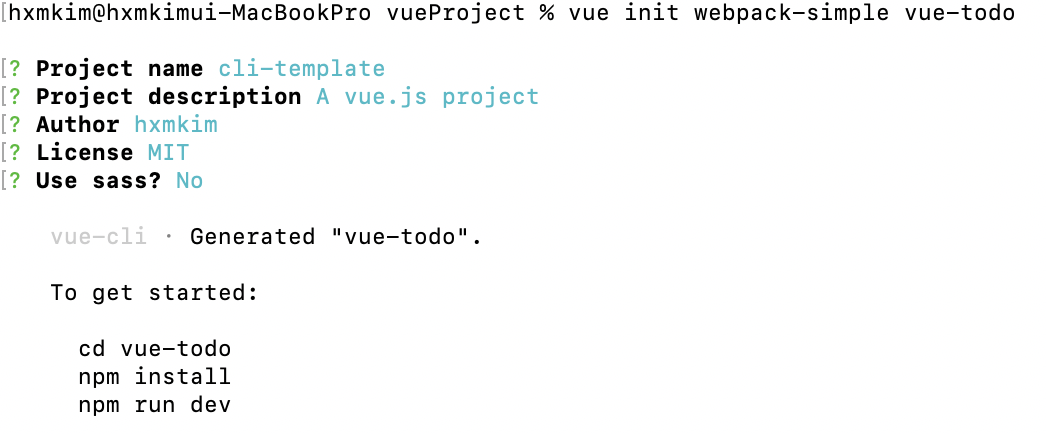 [hxmkim@hxmkimui-MacBookPro vueProject % vue init webpack-simple vue-todo
[? Project name cli-template
[? Project description A vue.js project
[? Author hxmkim
[? License MIT
[? Use sass? No
vue-cli · Generated "vue-todo".
To get started:
cd vue-todo
npm install
npm run dev